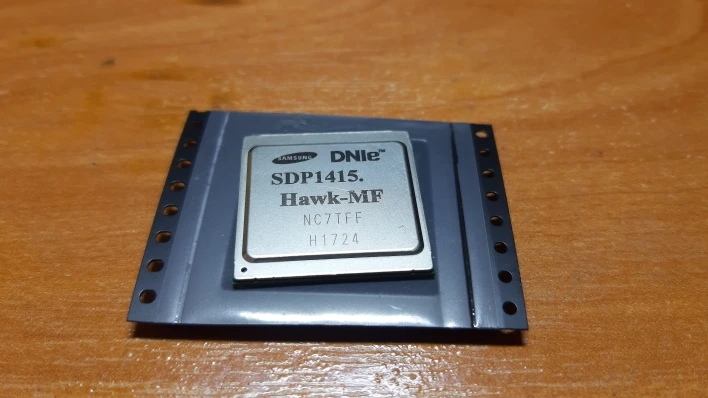 SAMSUNG DNIe™
SDP1415.
Hawk-MF
NC7TFF
H1724